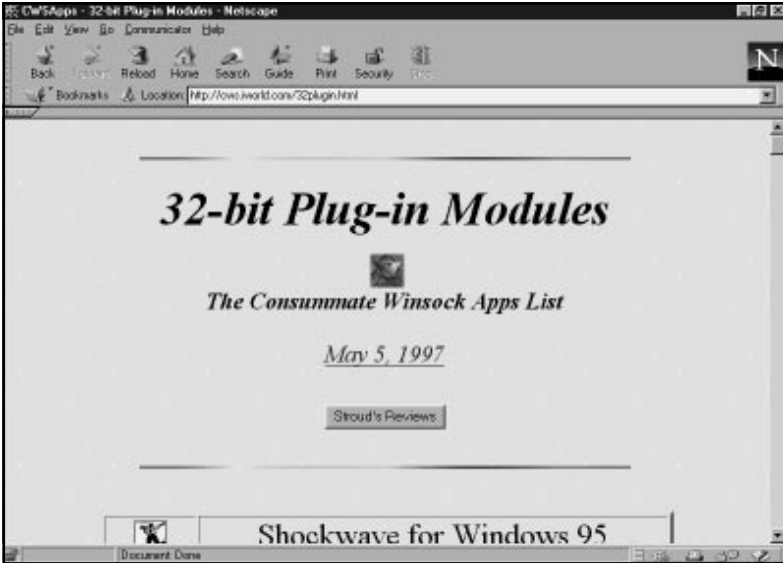 CWSApps - 32-bit Plug-in Modules - Netscape
File Edit View Go Communicator Help
Back Reload Home Search Guide Print Security
N
Bookmarks Location: http://cws.iworld.com/32plugin.html
32-bit Plug-in Modules
The Consummate Winsock Apps List
May 5, 1997
Stroud's Reviews
Shockwave for Windows 95
Document Done